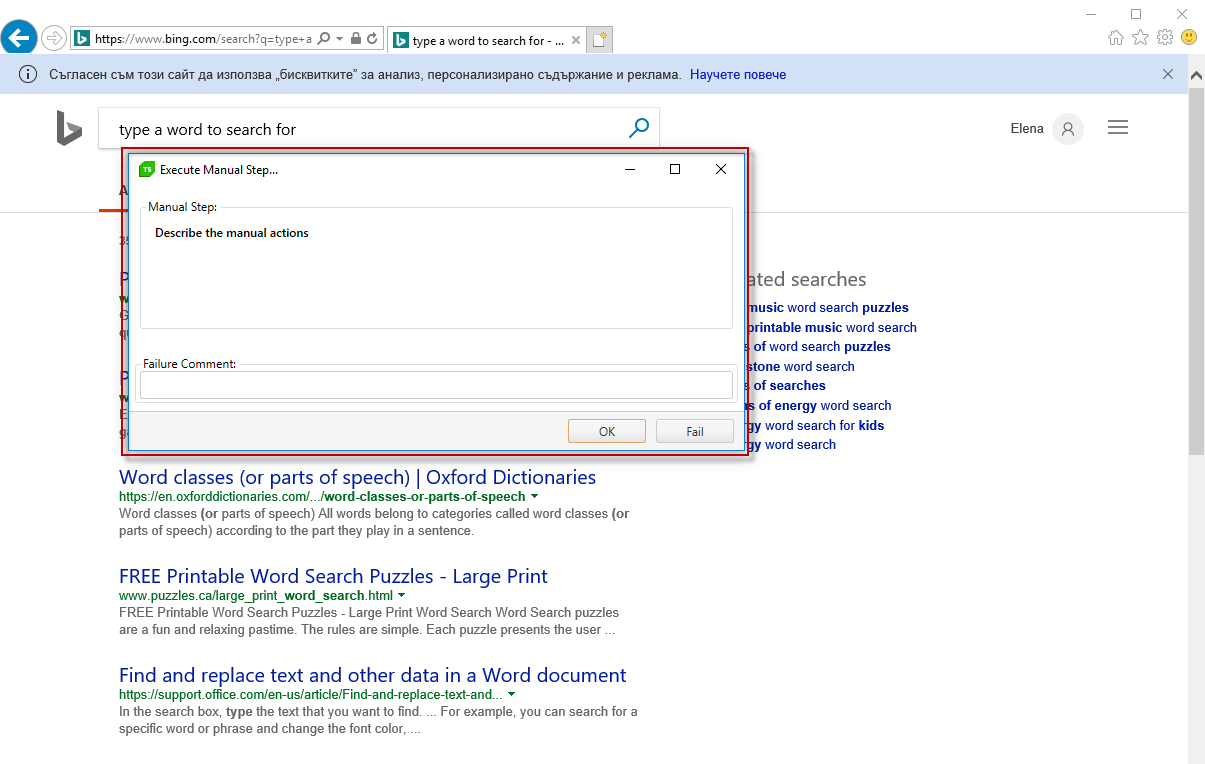 https://www.bing.com/search?q=type+a
type a word to search for - ...
Съгласен съм този сайт да използва „бисквитките” за анализ, персонализирано съдържание и реклама. Научете повече
type a word to search for
Elena
TS Execute Manual Step...
Manual Step:
Describe the manual actions
Failure Comment:
OK Fail
ated searches
music word search puzzles
printable music word search
s of word search puzzles
stone word search
s of searches
ns of energy word search
gy word search for kids
gy word search
Word classes (or parts of speech) | Oxford Dictionaries
https://en.oxforddictionaries.com/.../word-classes-or-parts-of-speech
Word classes (or parts of speech) All words belong to categories called word classes (or
parts of speech) according to the part they play in a sentence.
FREE Printable Word Search Puzzles - Large Print
www.puzzles.ca/large_print_word_search.html
FREE Printable Word Search Puzzles - Large Print Word Search Word Search puzzles
are a fun and relaxing pastime. The rules are simple. Each puzzle presents the user ...
Find and replace text and other data in a Word document
https://support.office.com/en-us/article/Find-and-replace-text-and...
In the search box, type the text that you want to find. ... For example, you can search for a
specific word or phrase and change the font color, ...